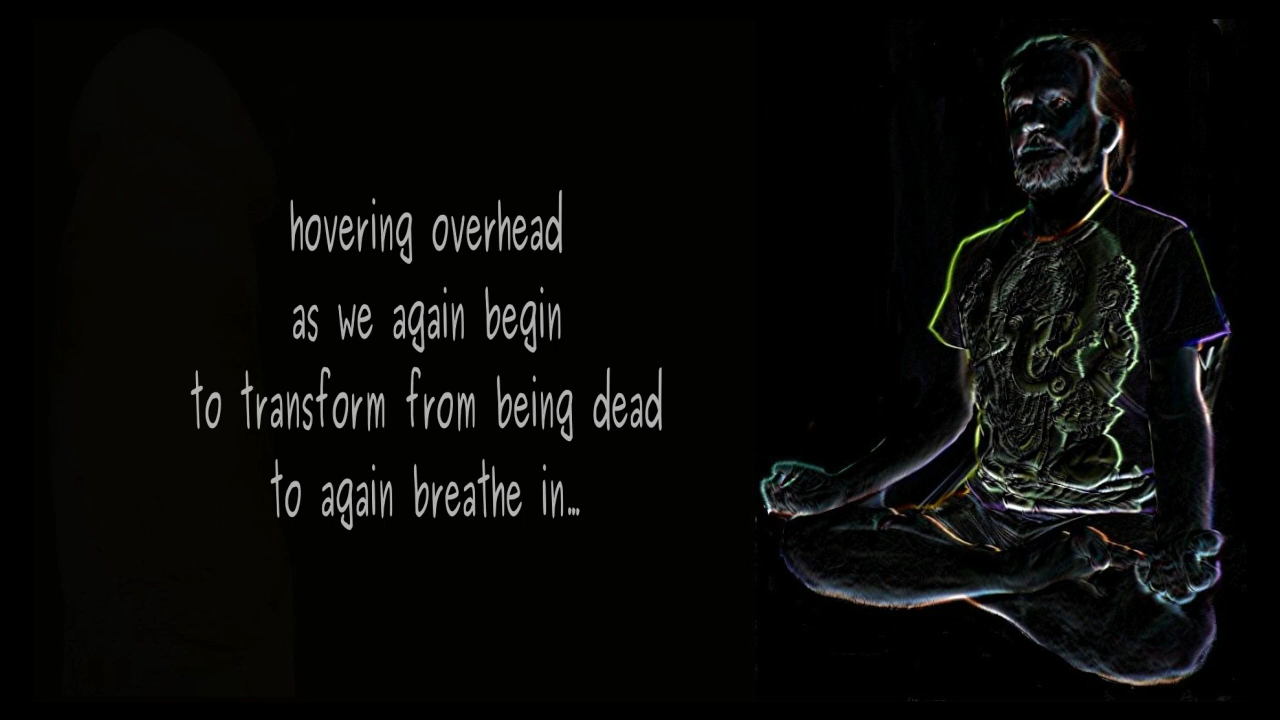 hovering overhead
as we again begin
to transform from being dead
to again breathe in...